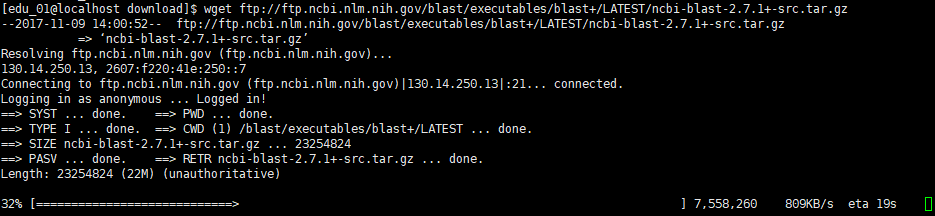 [edu_01@localhost download]$ wget ftp://ftp.ncbi.nlm.nih.gov/blast/executables/blast+/LATEST/ncbi-blast-2.7.1+-src.tar.gz
--2017-11-09 14:00:52--  ftp://ftp.ncbi.nlm.nih.gov/blast/executables/blast+/LATEST/ncbi-blast-2.7.1+-src.tar.gz
           => ‘ncbi-blast-2.7.1+-src.tar.gz’
Resolving ftp.ncbi.nlm.nih.gov (ftp.ncbi.nlm.nih.gov)...
130.14.250.13, 2607:f220:41e:250::7
Connecting to ftp.ncbi.nlm.nih.gov (ftp.ncbi.nlm.nih.gov)|130.14.250.13|:21... connected.
Logging in as anonymous ... Logged in!
==> SYST ... done.    ==> PWD ... done.
==> TYPE I ... done.  ==> CWD (1) /blast/executables/blast+/LATEST ... done.
==> SIZE ncbi-blast-2.7.1+-src.tar.gz ... 23254824
==> PASV ... done.    ==> RETR ncbi-blast-2.7.1+-src.tar.gz ... done.
Length: 23254824 (22M) (unauthoritative)
32% [============================>                                                           ] 7,558,260    809KB/s  eta 19s